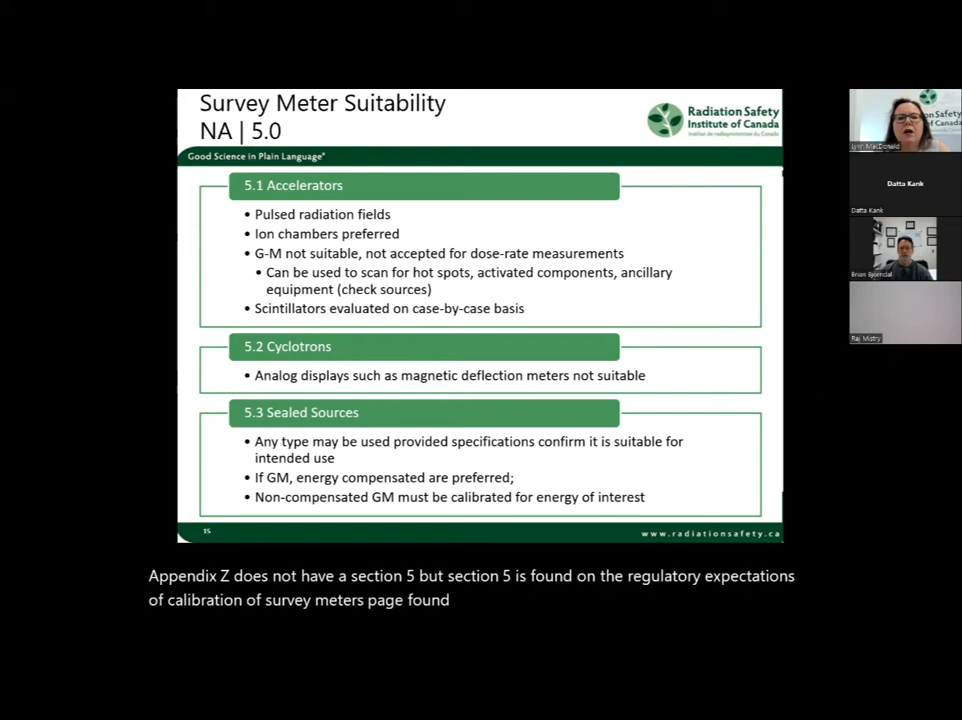 Survey Meter Suitability
NA | 5.0
Radiation Safety
Institute of Canada
Institut de radioprotection du Canada
Good Science in Plain Language®
5.1 Accelerators
• Pulsed radiation fields
• Ion chambers preferred
• G-M not suitable, not accepted for dose-rate measurements
• Can be used to scan for hot spots, activated components, ancillary
equipment (check sources)
• Scintillators evaluated on case-by-case basis
5.2 Cyclotrons
• Analog displays such as magnetic deflection meters not suitable
5.3 Sealed Sources
• Any type may be used provided specifications confirm it is suitable for
intended use
• If GM, energy compensated are preferred;
• Non-compensated GM must be calibrated for energy of interest
15
www.radiationsafety.ca
Lynn MacDonald
Datta Kank
Datta Kank
Brian Bjorndal
Raj Mistry
Appendix Z does not have a section 5 but section 5 is found on the regulatory expectations
of calibration of survey meters page found